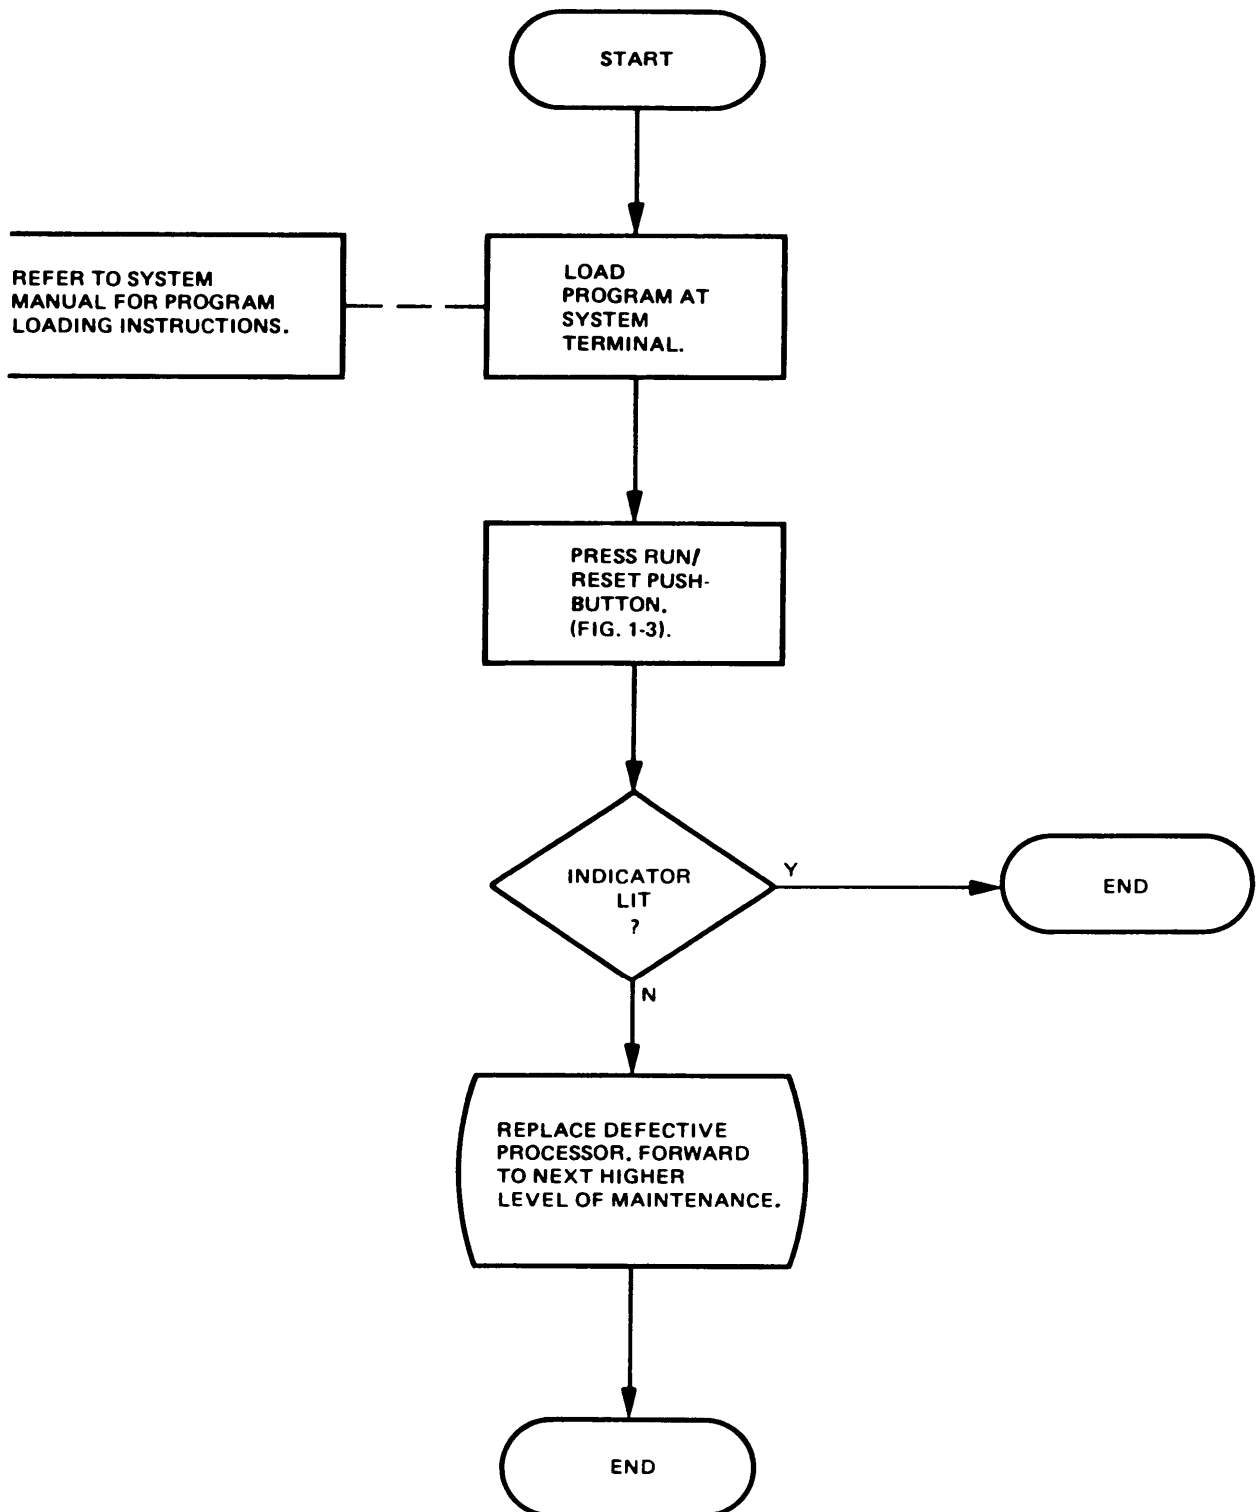 START
REFER TO SYSTEM
MANUAL FOR PROGRAM
LOADING INSTRUCTIONS.
LOAD
PROGRAM AT
SYSTEM
TERMINAL.
PRESS RUN/
RESET PUSH-
BUTTON.
(FIG. 1-3).
INDICATOR
LIT
?
Y
END
N
REPLACE DEFECTIVE
PROCESSOR. FORWARD
TO NEXT HIGHER
LEVEL OF MAINTENANCE.
END